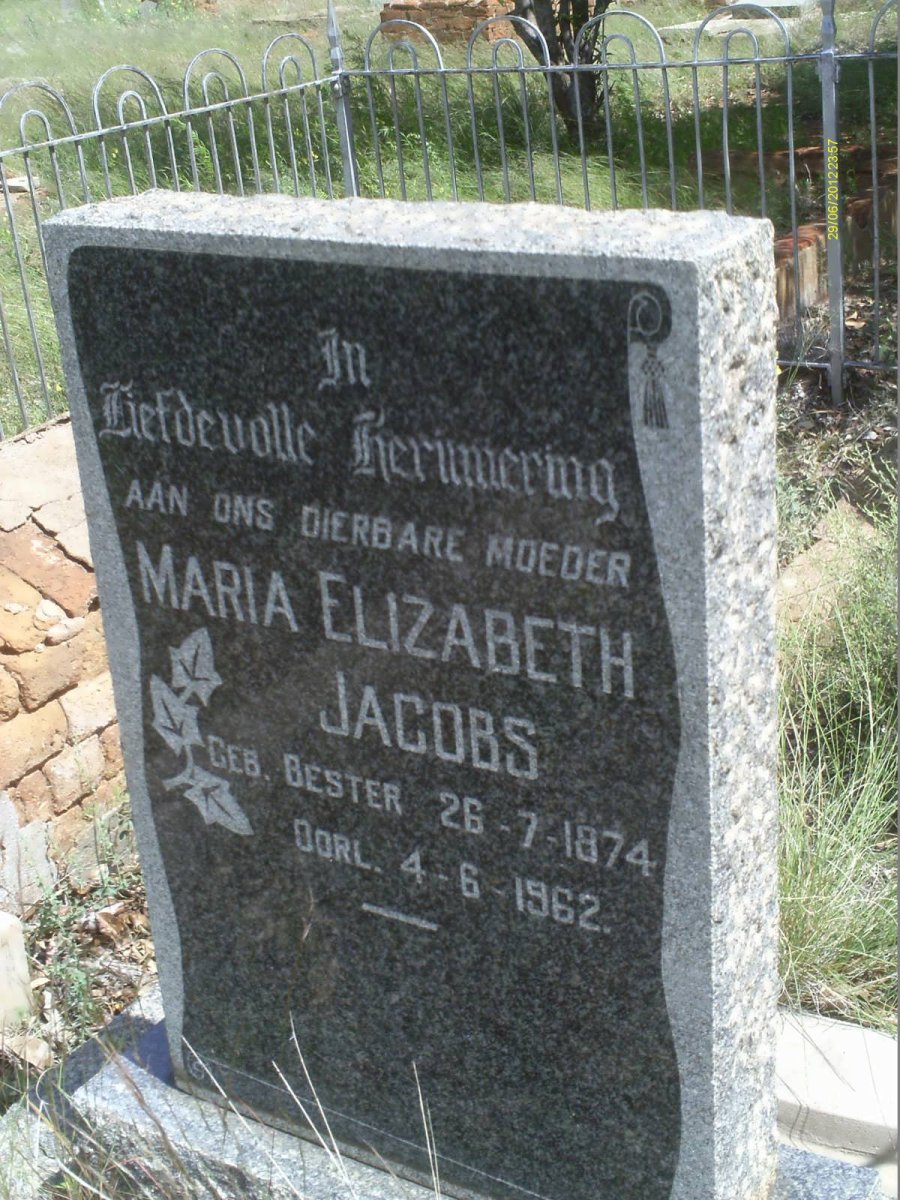 In
Liefdevolle Herinnering
AAN ONS DIERBARE MOEDER
MARIA ELIZABETH
JACOBS
GEB. BESTER 26-7-1874
OORL. 4-6-1962.
29/06/2012 23:57